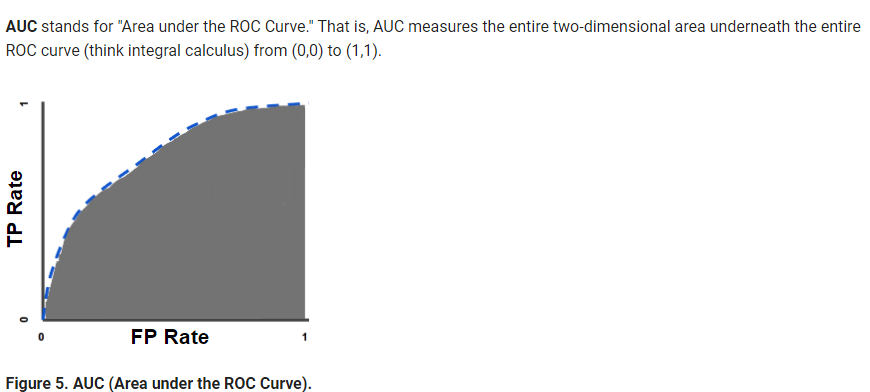 AUC stands for "Area under the ROC Curve." That is, AUC measures the entire two-dimensional area underneath the entire
ROC curve (think integral calculus) from (0,0) to (1,1).
1
TP Rate
0
0
FP Rate
1
Figure 5. AUC (Area under the ROC Curve).